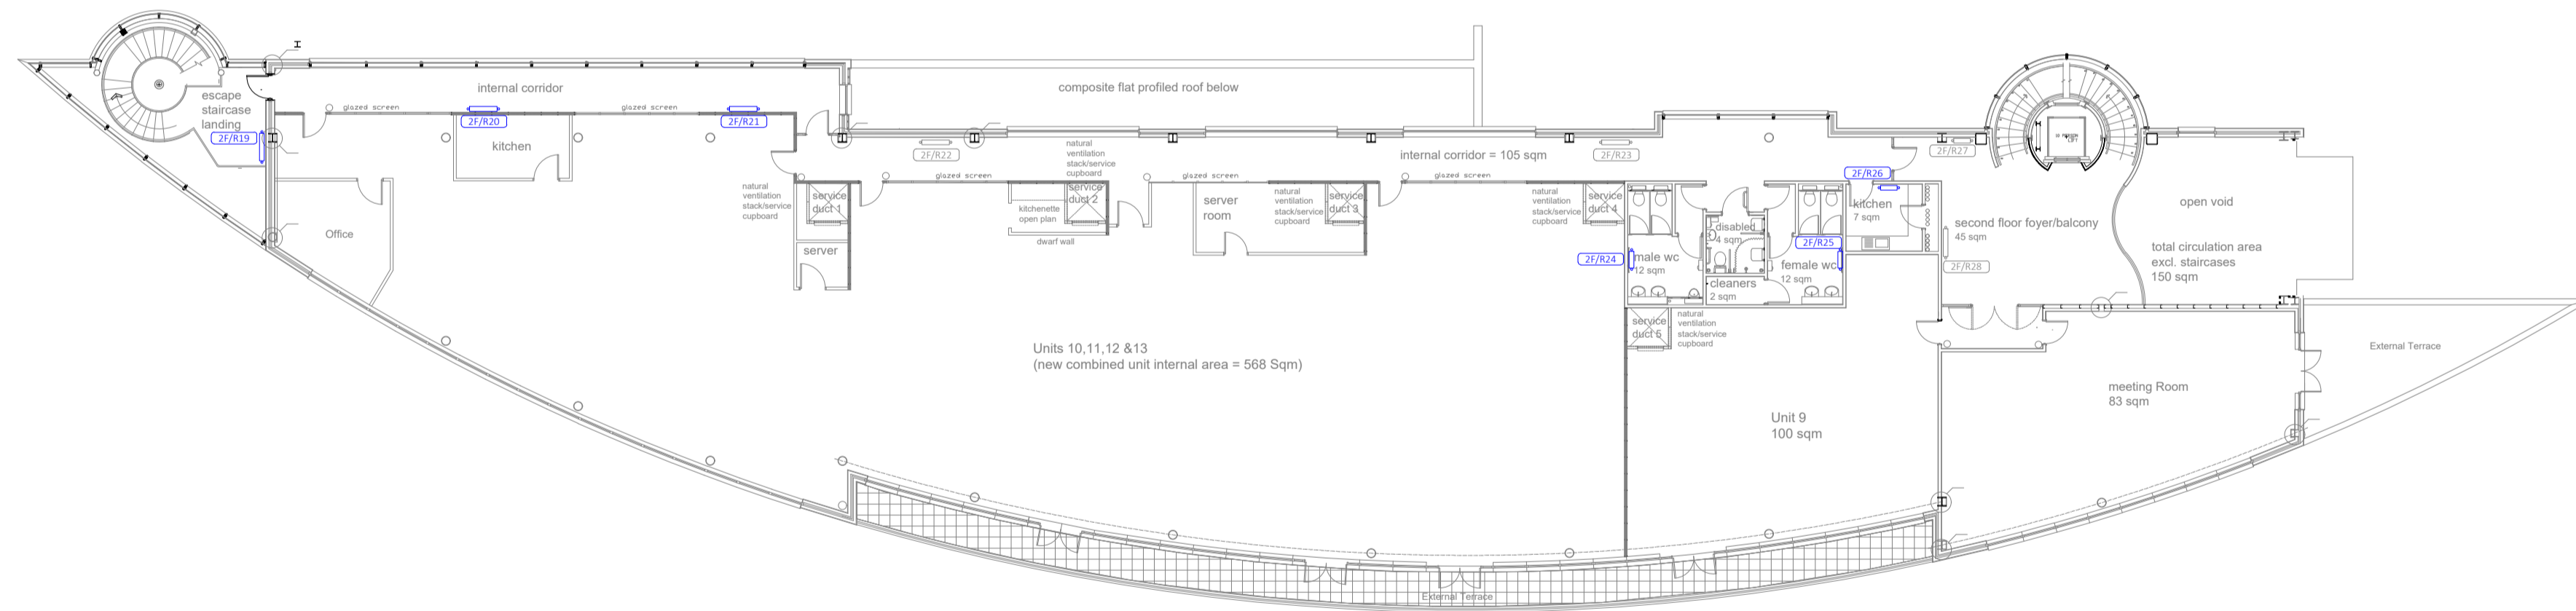 internal corridor
composite flat profiled roof below
escape
staircase
landing
glazed screen
glazed screen
2F/R19
2F/R20
2F/R21
kitchen
Office
2F/R22
natural
ventilation
stack/service
cupboard
internal corridor = 105 sqm
2F/R23
2F/R27
10 PERSON
LIFT
2F/R26
glazed screen
glazed screen
glazed screen
natural
ventilation
stack/service
cupboard
service
duct 1
server
kitchenette
open plan
service
duct 2
dwarf wall
server
room
natural
ventilation
stack/service
cupboard
service
duct 3
natural
ventilation
stack/service
cupboard
service
duct 4
2F/R24
male wc
12 sqm
disabled
4 sqm
cleaners
2 sqm
2F/R25
female wc
12 sqm
kitchen
7 sqm
second floor foyer/balcony
45 sqm
2F/R28
open void
total circulation area
excl. staircases
150 sqm
service
duct 5
natural
ventilation
stack/service
cupboard
Units 10,11,12 &13
(new combined unit internal area = 568 Sqm)
Unit 9
100 sqm
meeting Room
83 sqm
External Terrace
External Terrace